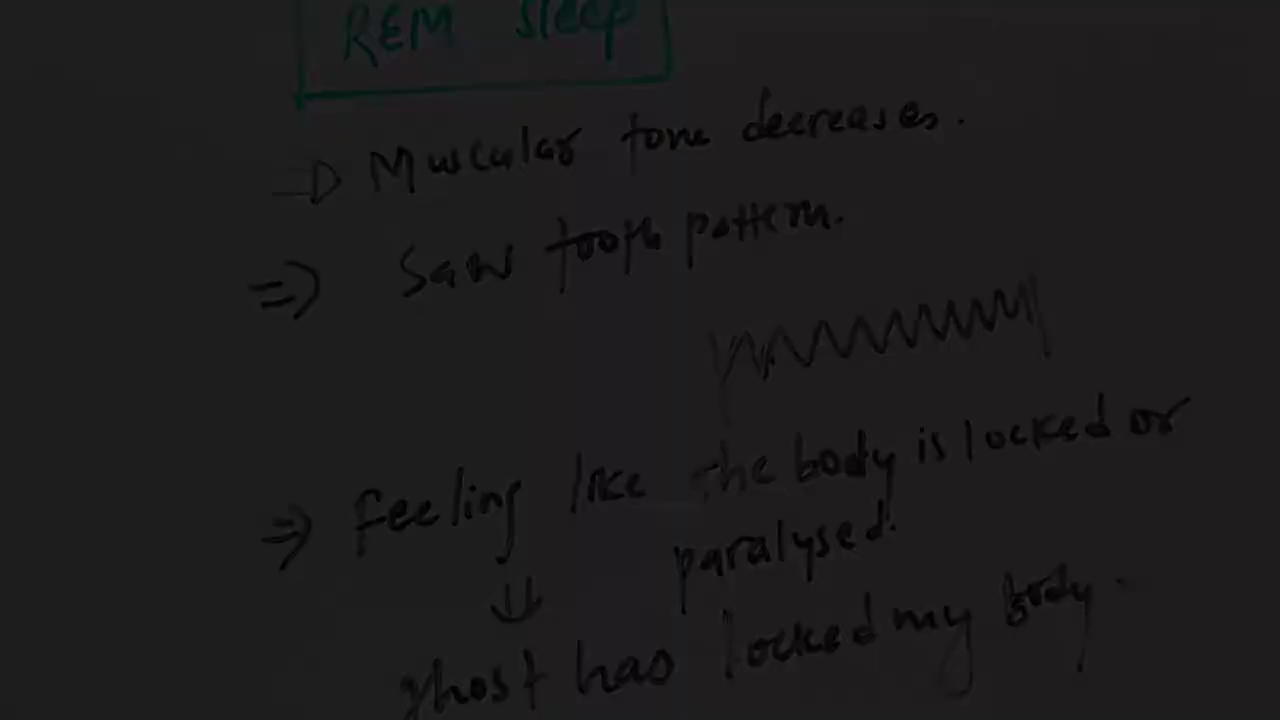 REM sleep
→ Muscular tone decreases.
⇒ Saw tooth pattern.
⇒ feeling like the body is locked or
paralysed.
⇓
ghost has locked my body.